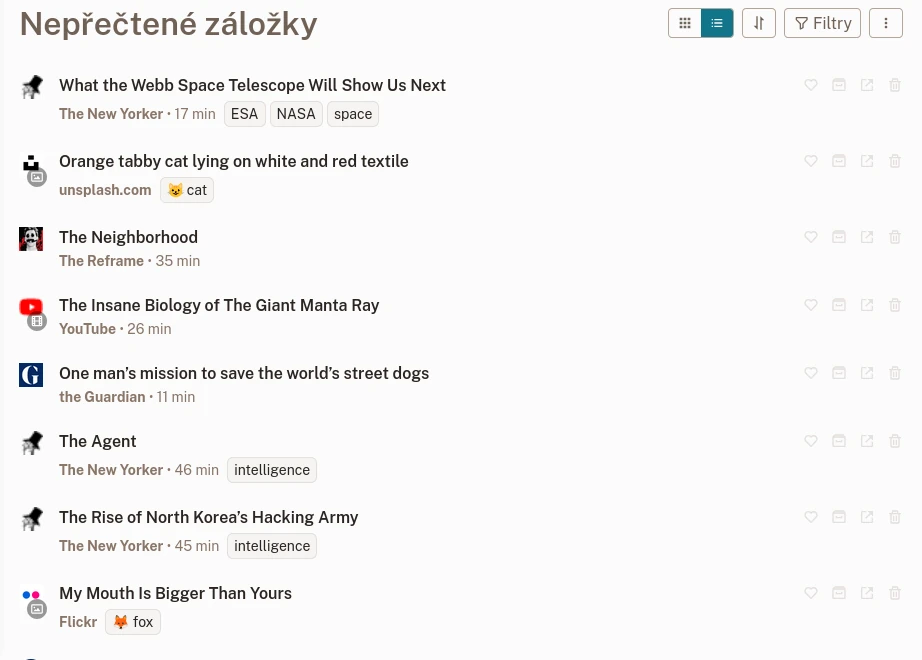 Nepřečtené záložky
Filtry
What the Webb Space Telescope Will Show Us Next
The New Yorker • 17 min ESA NASA space
Orange tabby cat lying on white and red textile
unsplash.com 😺 cat
The Neighborhood
The Reframe • 35 min
The Insane Biology of The Giant Manta Ray
YouTube • 26 min
One man’s mission to save the world’s street dogs
the Guardian • 11 min
The Agent
The New Yorker • 46 min intelligence
The Rise of North Korea’s Hacking Army
The New Yorker • 45 min intelligence
My Mouth Is Bigger Than Yours
Flickr 🦊 fox